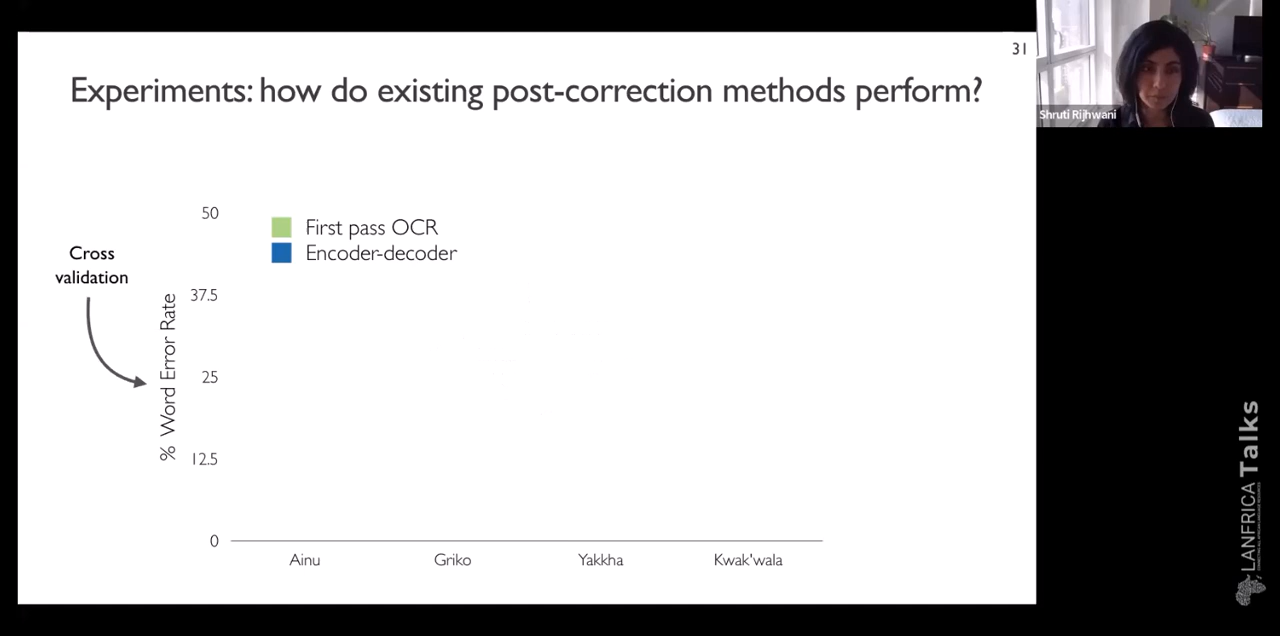 31
Experiments: how do existing post-correction methods perform?
Shruti Rijhwani
50
First pass OCR
Encoder-decoder
Cross
validation
37.5
% Word Error Rate
25
12.5
0
Ainu
Griko
Yakkha
Kwak'wala
LANFRICA Talks